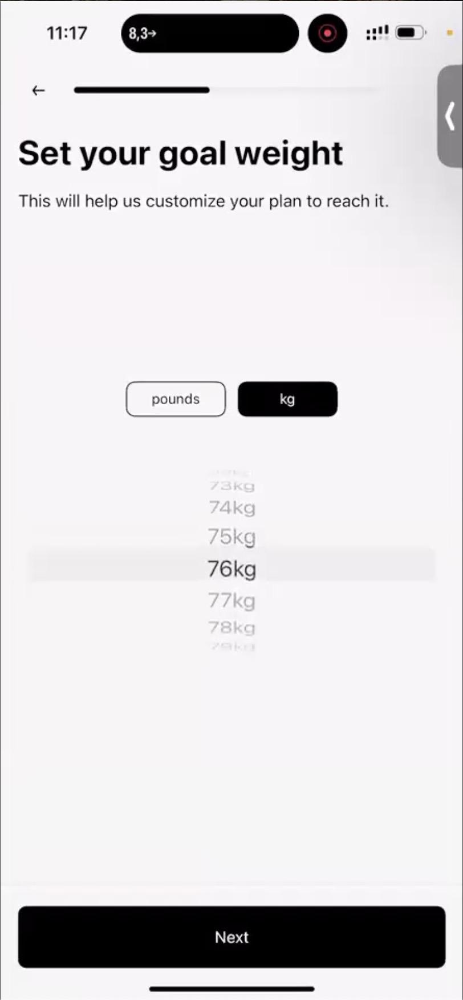 11:17
8,3→
Set your goal weight
This will help us customize your plan to reach it.
pounds
kg
73kg
74kg
75kg
76kg
77kg
78kg
Next